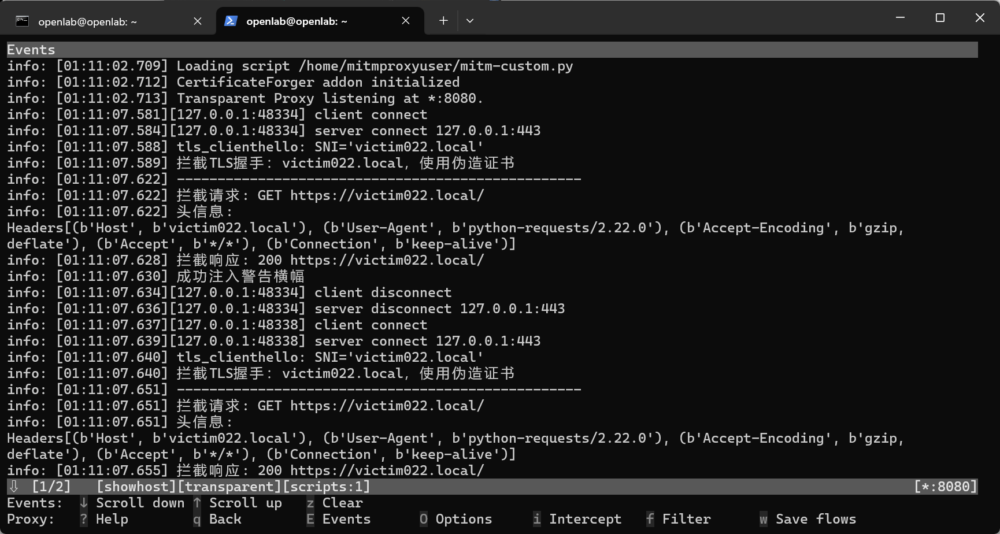 openlab@openlab: ~
openlab@openlab: ~
Events
info: [01:11:02.709] Loading script /home/mitmproxyuser/mitm-custom.py
info: [01:11:02.712] CertificateForger addon initialized
info: [01:11:02.713] Transparent Proxy listening at *:8080.
info: [01:11:07.581][127.0.0.1:48334] client connect
info: [01:11:07.584][127.0.0.1:48334] server connect 127.0.0.1:443
info: [01:11:07.588] tls_clienthello: SNI='victim022.local'
info: [01:11:07.589] 拦截TLS握手: victim022.local, 使用伪造证书
info: [01:11:07.622] --------------------------------------------------
info: [01:11:07.622] 拦截请求: GET https://victim022.local/
info: [01:11:07.622] 头信息:
Headers[(b'Host', b'victim022.local'), (b'User-Agent', b'python-requests/2.22.0'), (b'Accept-Encoding', b'gzip,
deflate'), (b'Accept', b'*/*'), (b'Connection', b'keep-alive')]
info: [01:11:07.628] 拦截响应: 200 https://victim022.local/
info: [01:11:07.630] 成功注入警告横幅
info: [01:11:07.634][127.0.0.1:48334] client disconnect
info: [01:11:07.636][127.0.0.1:48334] server disconnect 127.0.0.1:443
info: [01:11:07.637][127.0.0.1:48338] client connect
info: [01:11:07.639][127.0.0.1:48338] server connect 127.0.0.1:443
info: [01:11:07.640] tls_clienthello: SNI='victim022.local'
info: [01:11:07.640] 拦截TLS握手: victim022.local, 使用伪造证书
info: [01:11:07.651] --------------------------------------------------
info: [01:11:07.651] 拦截请求: GET https://victim022.local/
info: [01:11:07.651] 头信息:
Headers[(b'Host', b'victim022.local'), (b'User-Agent', b'python-requests/2.22.0'), (b'Accept-Encoding', b'gzip,
deflate'), (b'Accept', b'*/*'), (b'Connection', b'keep-alive')]
info: [01:11:07.655] 拦截响应: 200 https://victim022.local/
⇩ [1/2] [showhost][transparent][scripts:1] [*:8080]
Events: ↓ Scroll down ↑ Scroll up z Clear
Proxy: ? Help q Back E Events O Options i Intercept f Filter w Save flows